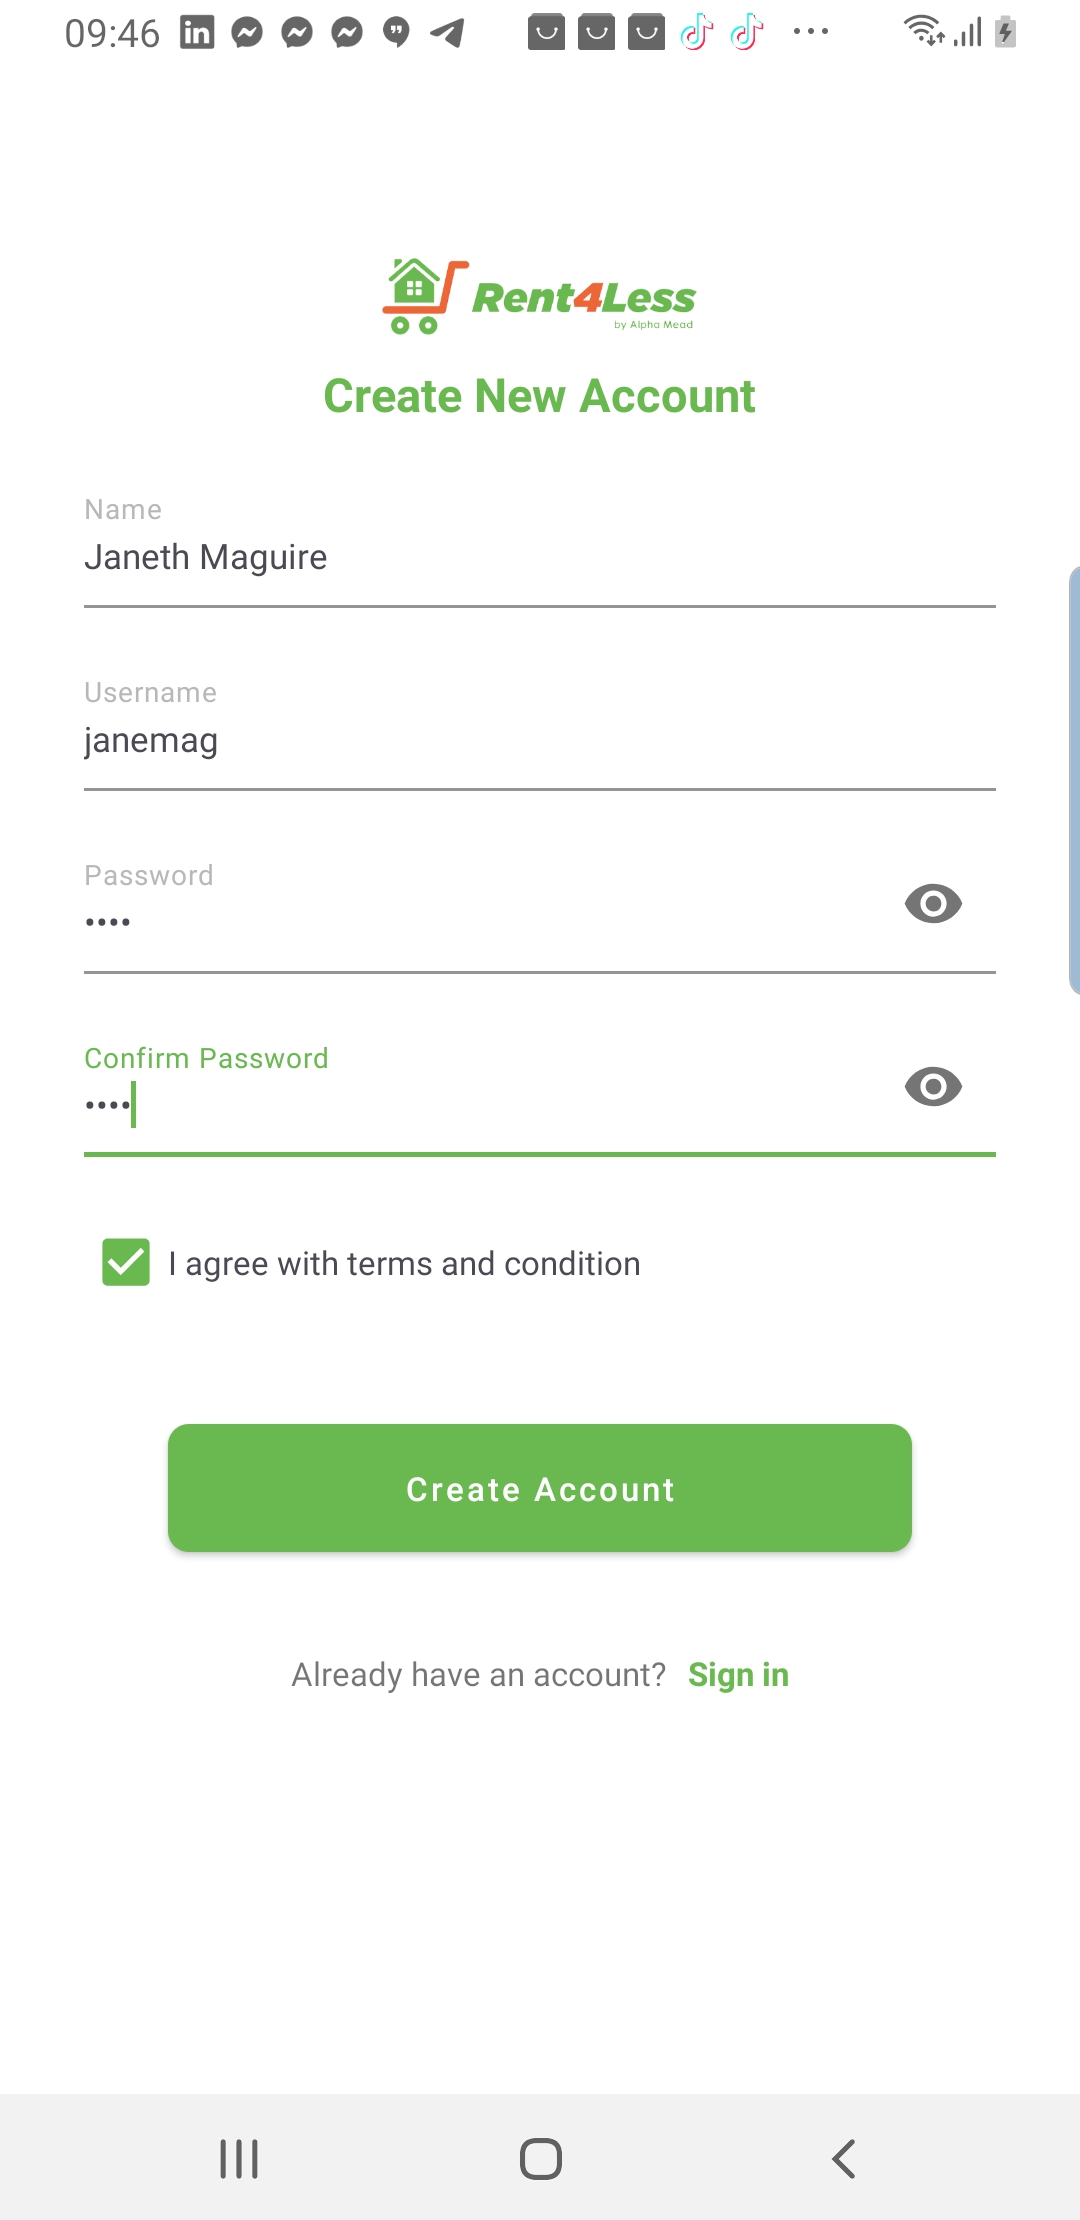 09:46
Rent4Less
by Alpha Mead
Create New Account
Name
Janeth Maguire
Username
janemag
Password
••••
Confirm Password
••••
I agree with terms and condition
Create Account
Already have an account? Sign in